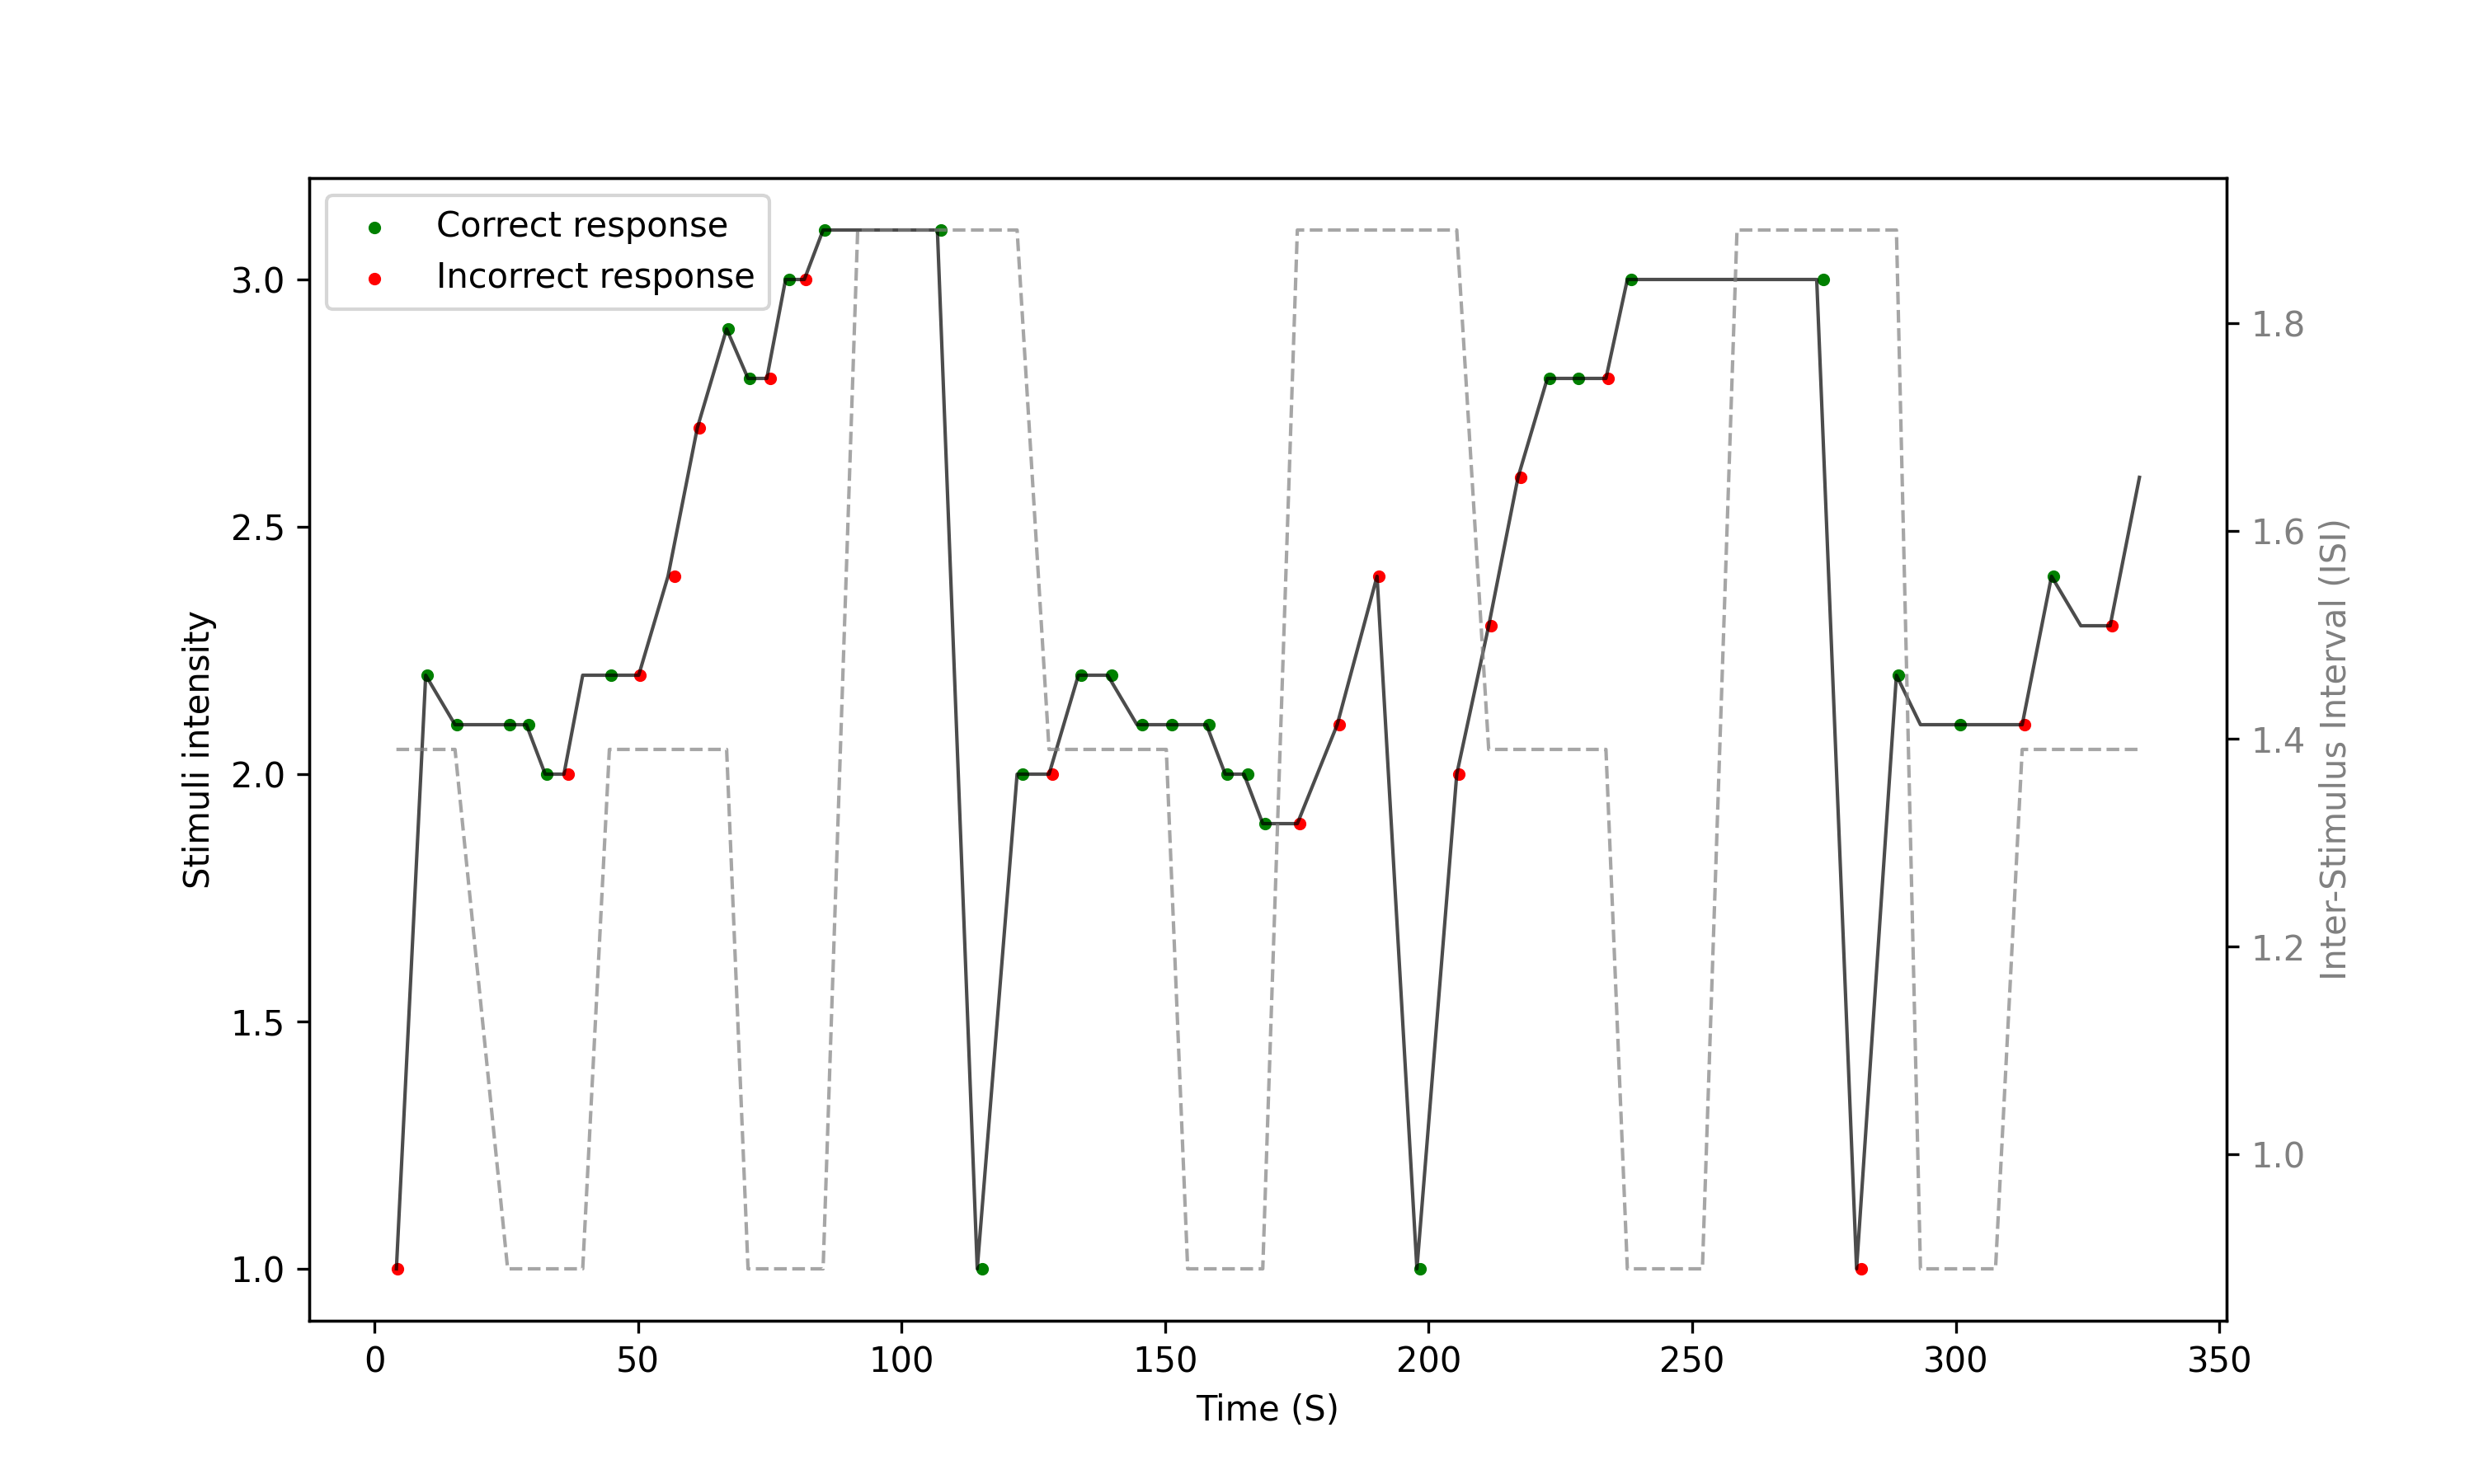 Correct response
Incorrect response
3.0
2.5
2.0
1.5
1.0
Stimuli intensity
1.8
1.6
1.4
1.2
1.0
Inter-Stimulus Interval (ISI)
0 50 100 150 200 250 300 350
Time (S)